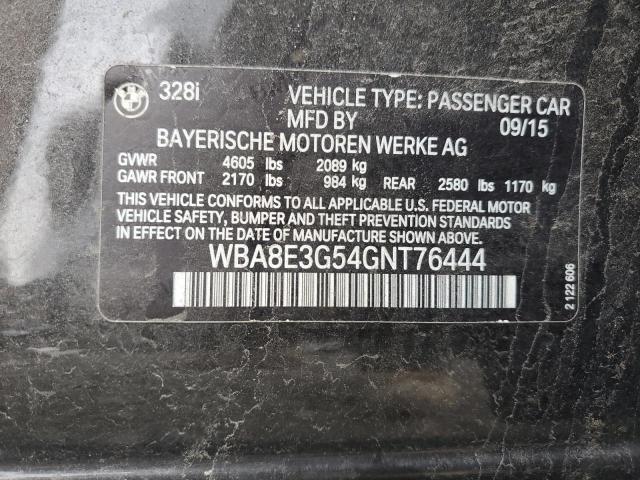 BMW 328i VEHICLE TYPE: PASSENGER CAR
MFD BY 09/15
BAYERISCHE MOTOREN WERKE AG
GVWR 4605 lbs 2089 kg
GAWR FRONT 2170 lbs 984 kg REAR 2580 lbs 1170 kg
THIS VEHICLE CONFORMS TO ALL APPLICABLE U.S. FEDERAL MOTOR
VEHICLE SAFETY, BUMPER AND THEFT PREVENTION STANDARDS
IN EFFECT ON THE DATE OF MANUFACTURE SHOWN ABOVE.
WBA8E3G54GNT76444
2 122 606